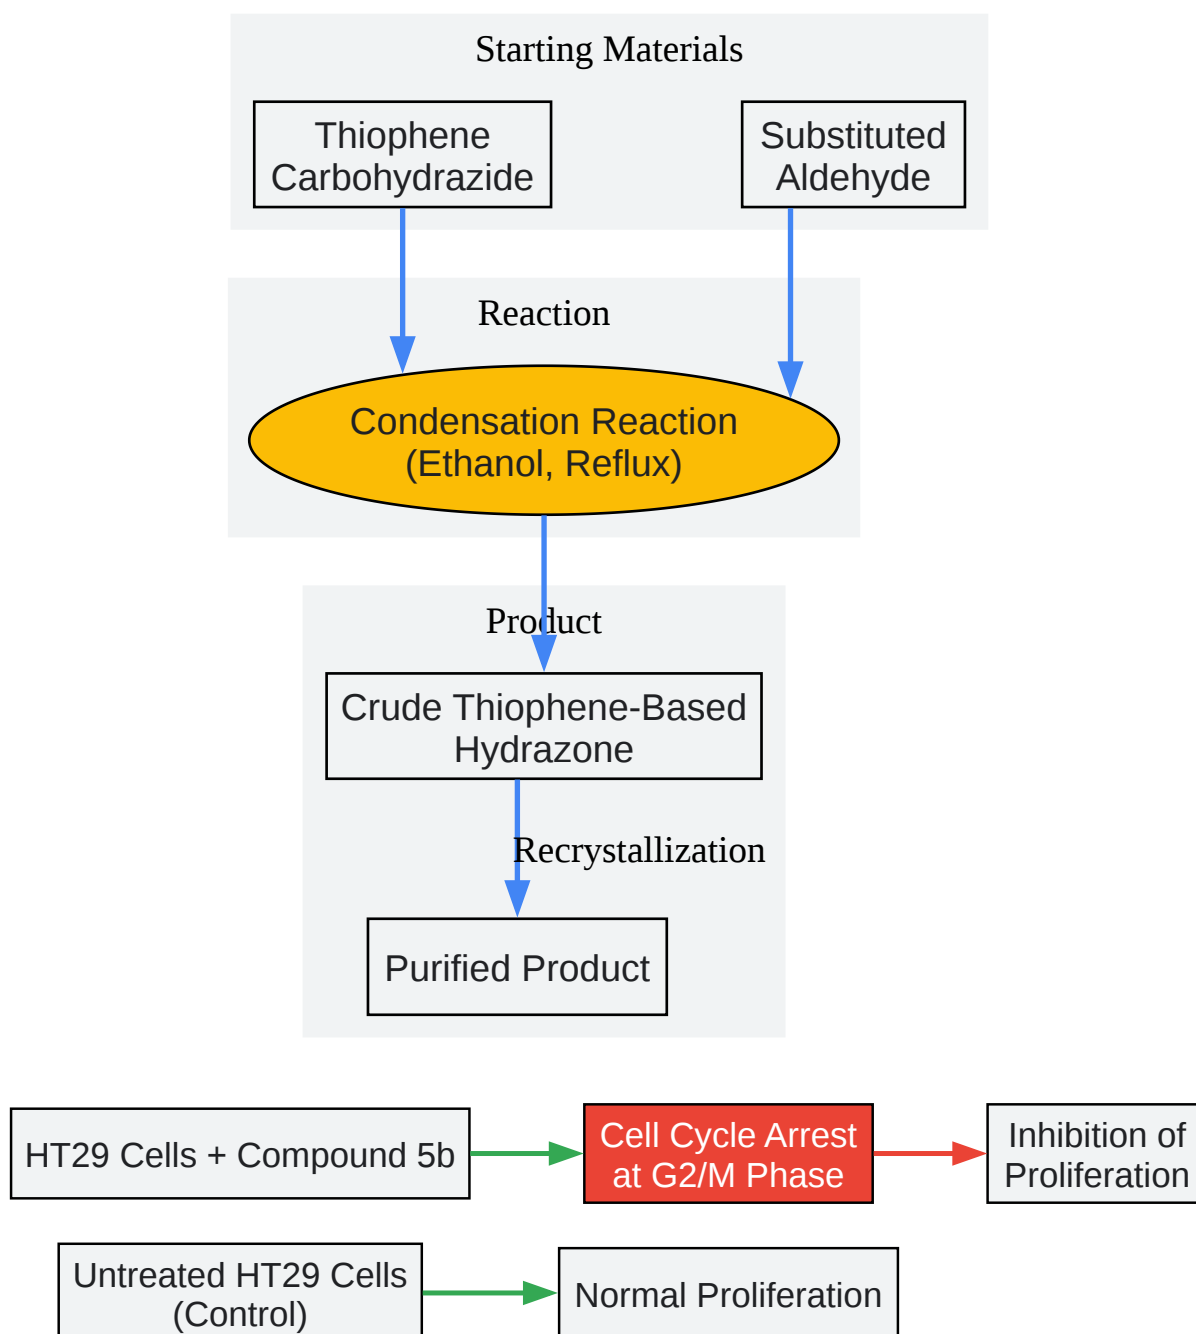 Starting Materials
Thiophene
Carbohydrazide
Substituted
Aldehyde
Reaction
Condensation Reaction
(Ethanol, Reflux)
Product
Crude Thiophene-Based
Hydrazone
Recrystallization
Purified Product
HT29 Cells + Compound 5b
Cell Cycle Arrest
at G2/M Phase
Inhibition of
Proliferation
Untreated HT29 Cells
(Control)
Normal Proliferation